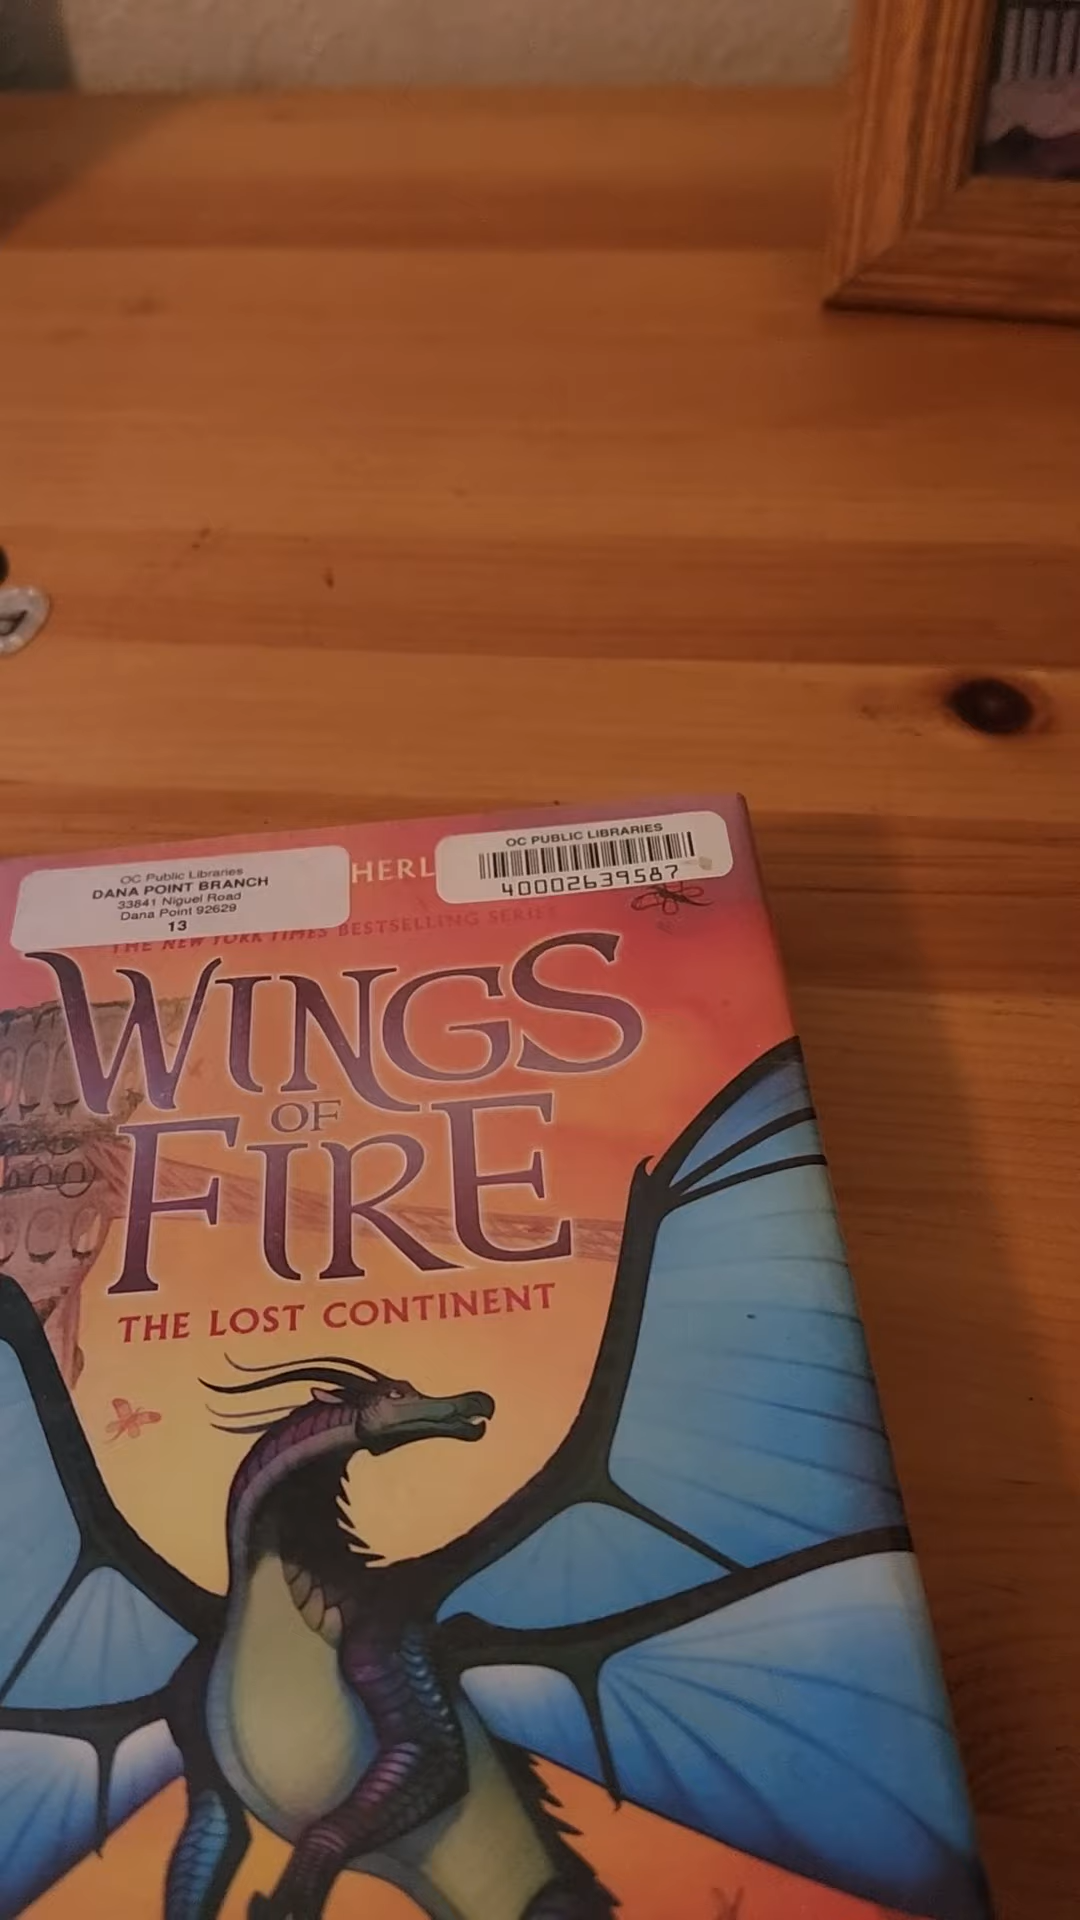 OC Public Libraries
DANA POINT BRANCH
33841 Niguel Road
Dana Point 92629
13
HERL
OC PUBLIC LIBRARIES
40002639587
THE NEW YORK TIMES BESTSELLING SERIES
WINGS
OF
FIRE
THE LOST CONTINENT